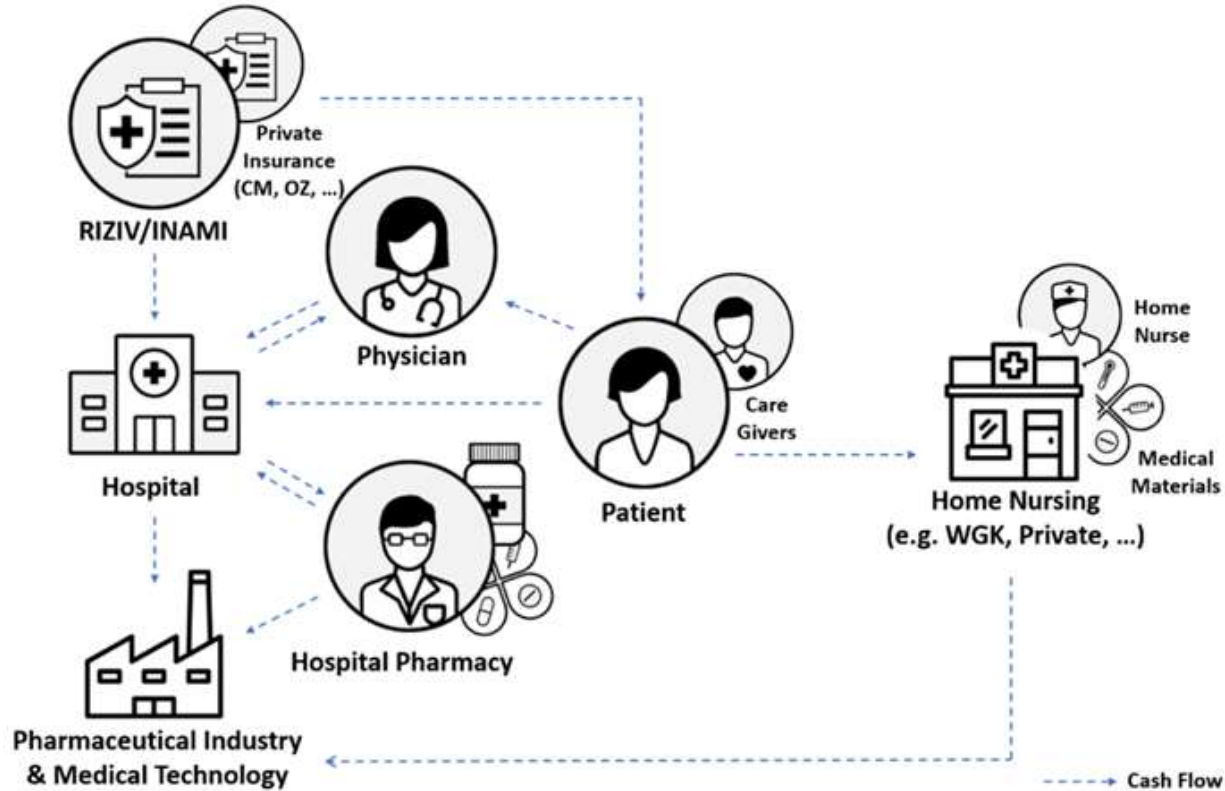 Private
Insurance
(CM, OZ, ...)
RIZIV/INAMI
Physician
Home
Nurse
Care
Givers
Hospital
Patient
Medical
Materials
Home Nursing
(e.g. WGK, Private, ...)
Hospital Pharmacy
Pharmaceutical Industry
& Medical Technology
Cash Flow